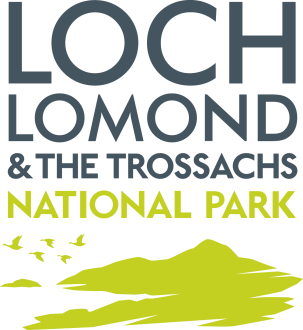 LOCH
LOMOND
& THE TROSSACHS
NATIONAL PARK